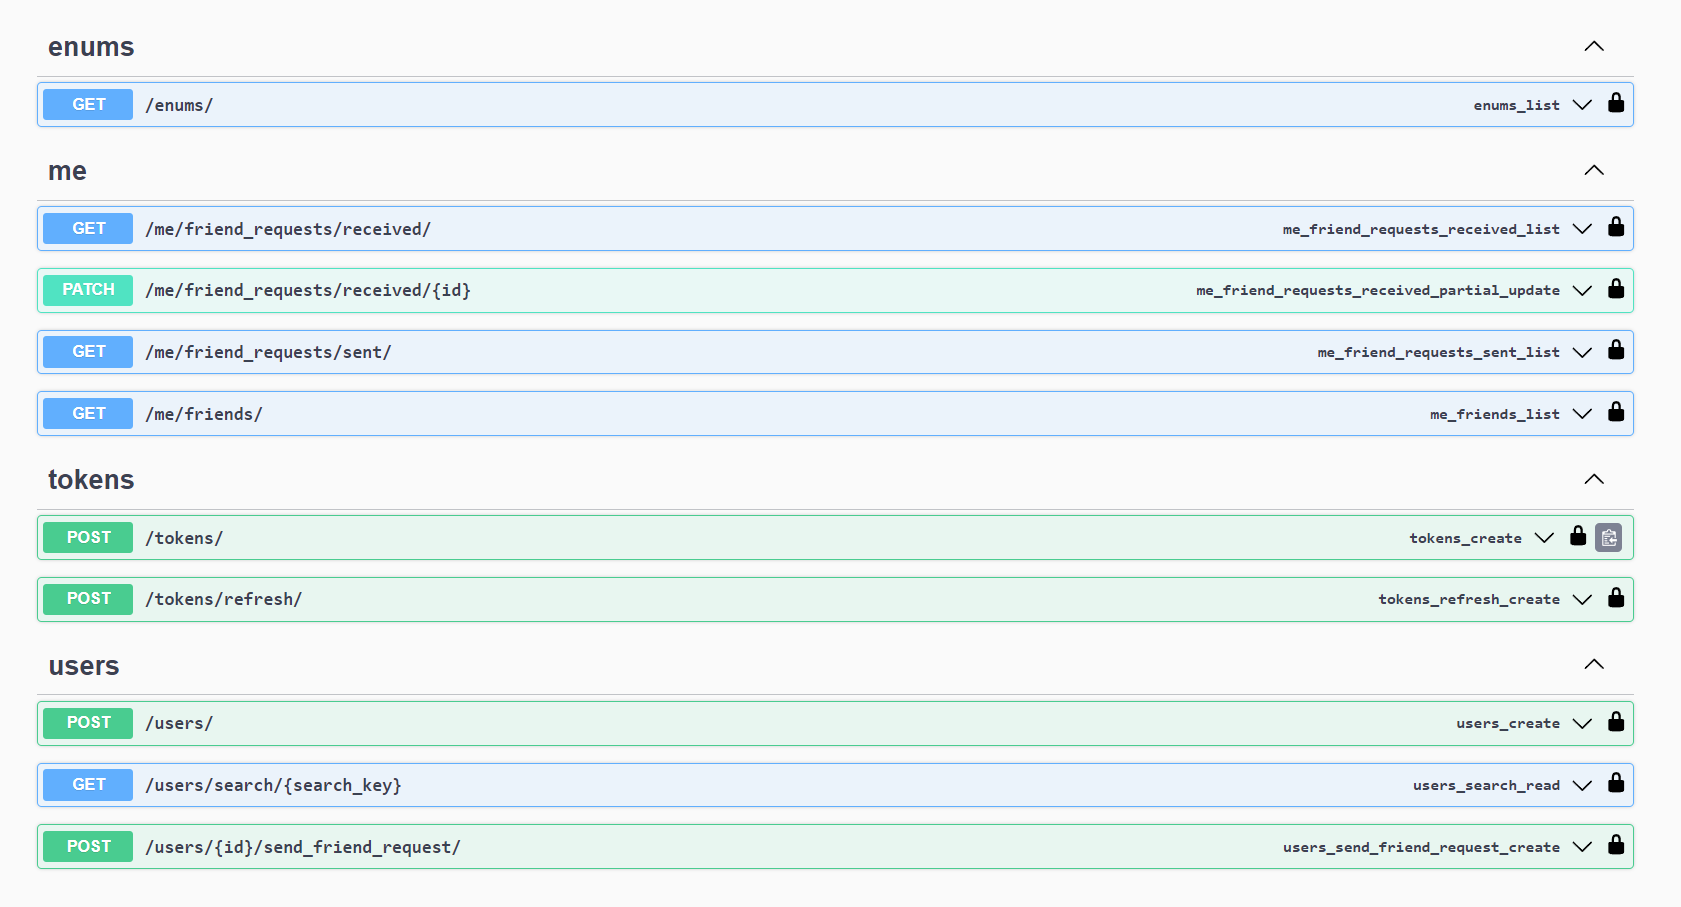 enums
GET /enums/ enums_list
me
GET /me/friend_requests/received/ me_friend_requests_received_list
PATCH /me/friend_requests/received/{id} me_friend_requests_received_partial_update
GET /me/friend_requests/sent/ me_friend_requests_sent_list
GET /me/friends/ me_friends_list
tokens
POST /tokens/ tokens_create
POST /tokens/refresh/ tokens_refresh_create
users
POST /users/ users_create
GET /users/search/{search_key} users_search_read
POST /users/{id}/send_friend_request/ users_send_friend_request_create